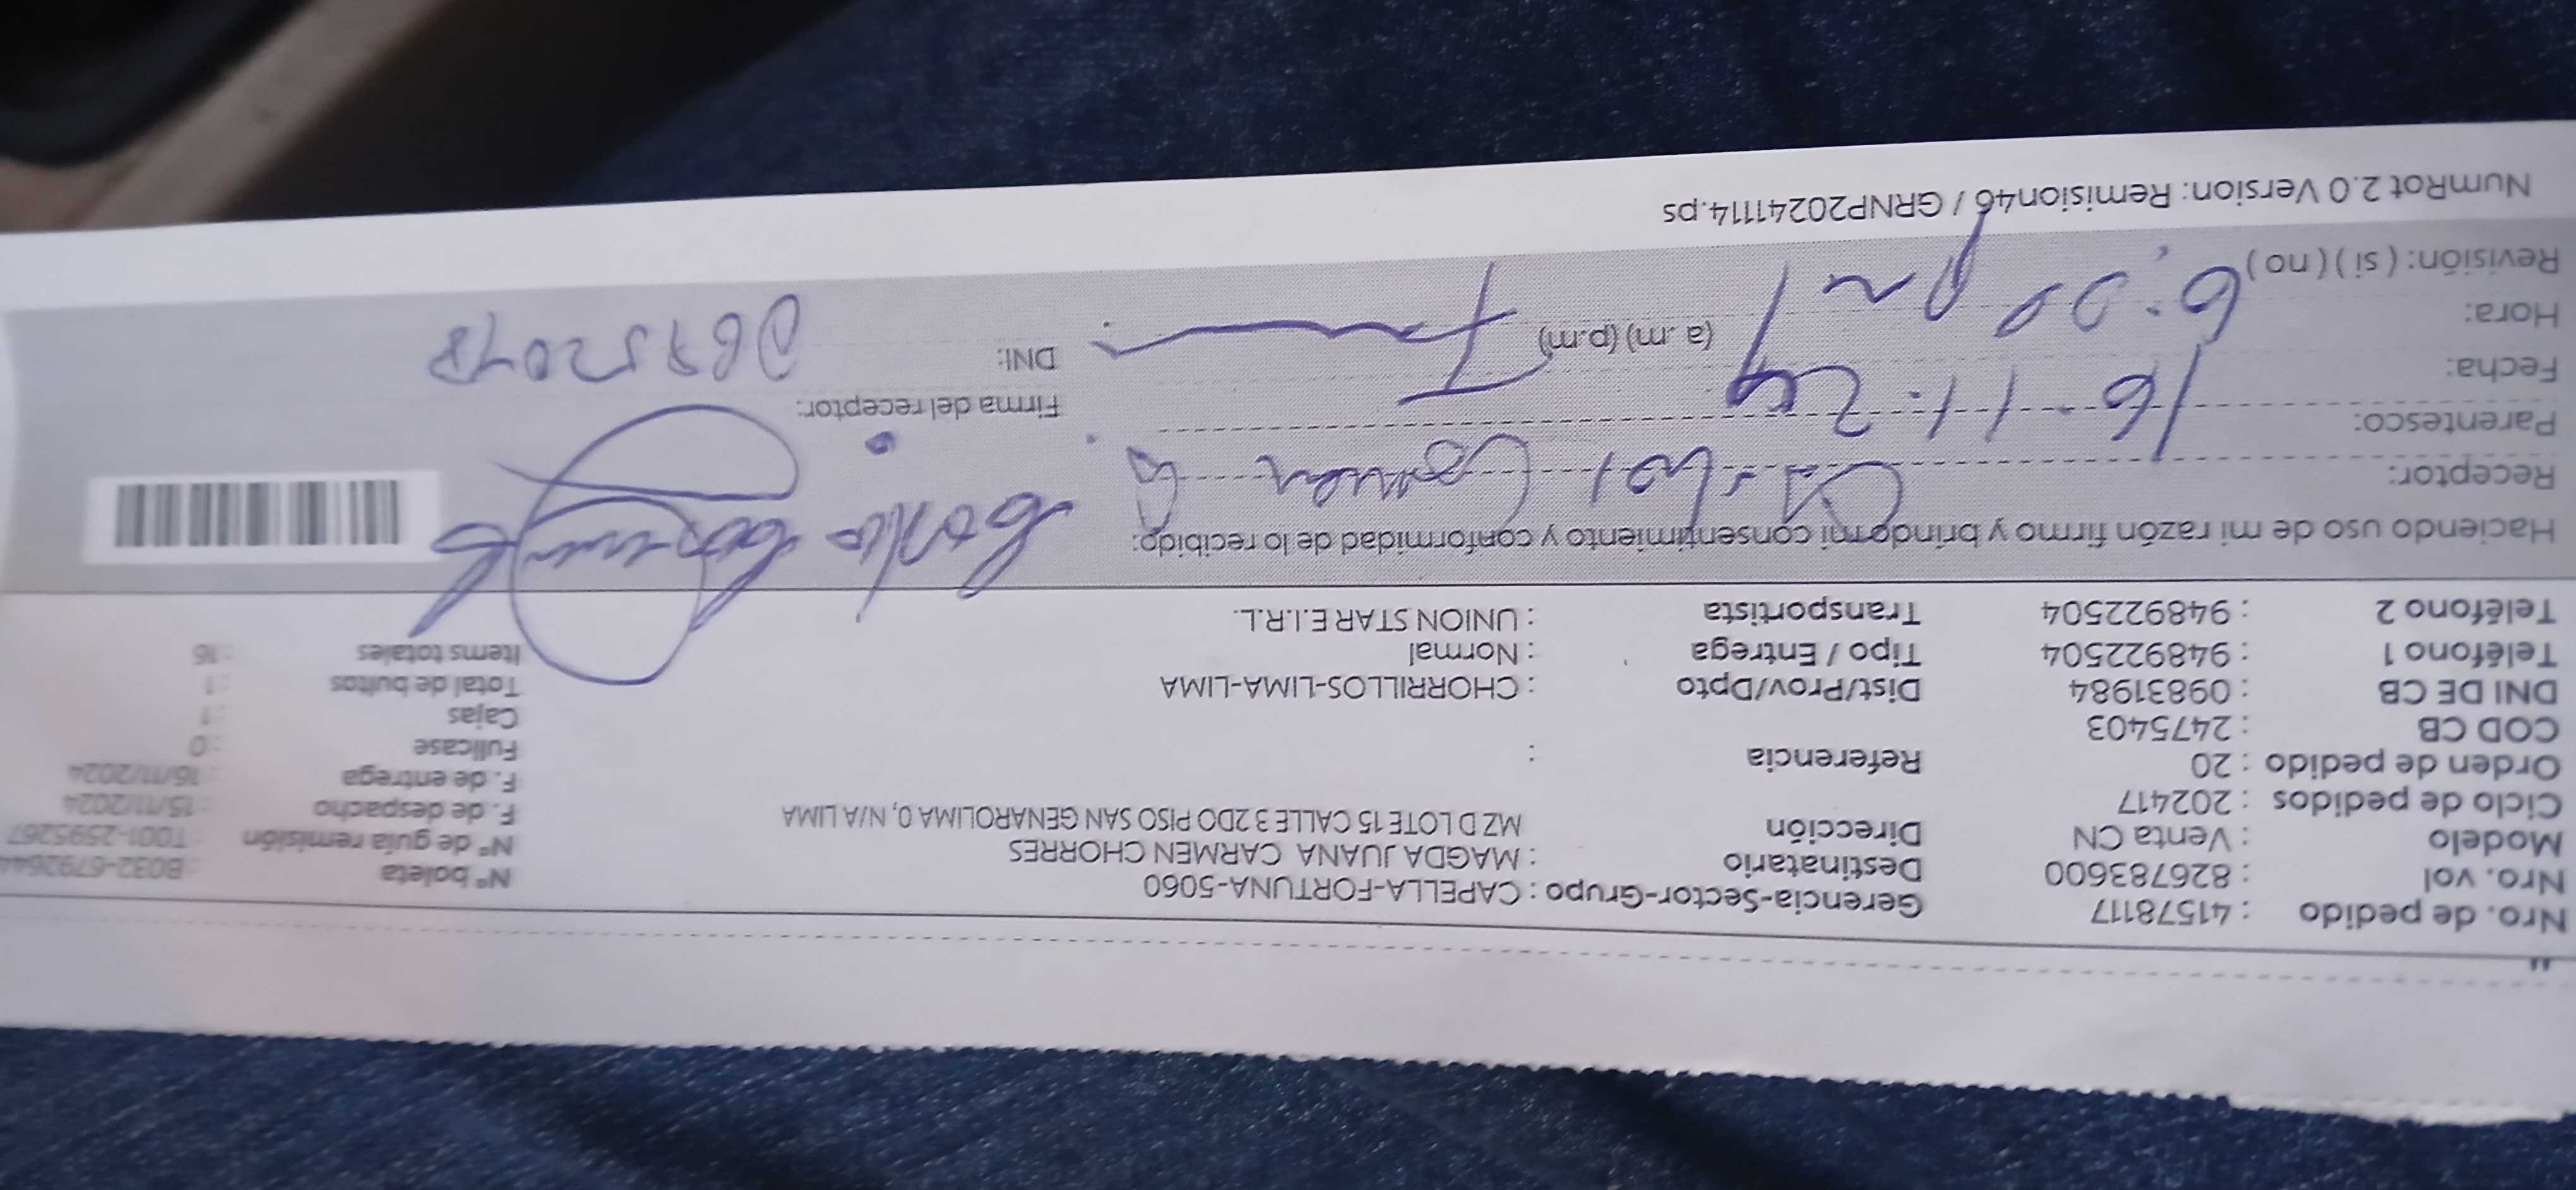 Nro. de pedido : 41578117
Nro. vol : 826783600
Modelo : Venta CN
Ciclo de pedidos : 202417
Orden de pedido : 20
COD CB : 2475403
DNI DE CB : 09831984
Teléfono 1 : 948922504
Teléfono 2 : 948922504
Gerencia-Sector-Grupo : CAPELLA-FORTUNA-5060
Destinatario : MAGDA JUANA CARMEN CHORRES
Dirección MZ D LOTE 15 CALLE 3 2DO PISO SAN GENAROLIMA 0, N/A LIMA
Referencia :
Dist/Prov/Dpto : CHORRILLOS-LIMA-LIMA
Tipo / Entrega : Normal
Transportista : UNION STAR E.I.R.L.
Nº boleta : B032-6792644
Nº de guía remisión : T001-2595267
F. de despacho : 15/11/2024
F. de entrega : 16/11/2024
Fullcase : 0
Cajas : 1
Total de bultos : 1
Items totales : 16
Haciendo uso de mi razón firmo y brindo mi consentimiento y conformidad de lo recibido:
Receptor: Carlos
Parentesco:
Fecha: 16-11-24
Hora: 6:00 pm (a .m) (p.m)
Revisión: ( si ) ( no )
Firma del receptor:
DNI:
NumRot 2.0 Version: Remision46 / GRNP20241114.ps